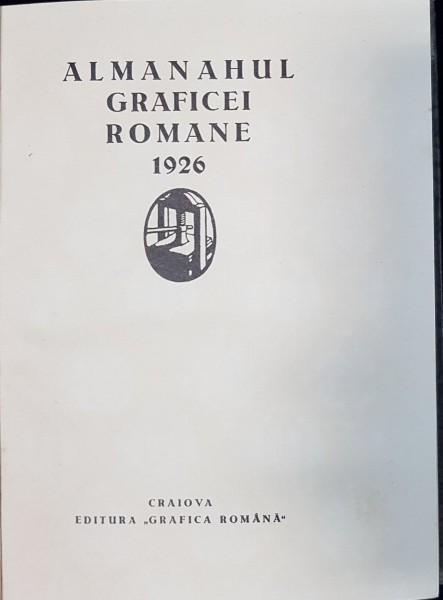 ALMANAHUL
GRAFICEI
ROMANE
1926
CRAIOVA
EDITURA „GRAFICA ROMÂNĂ“